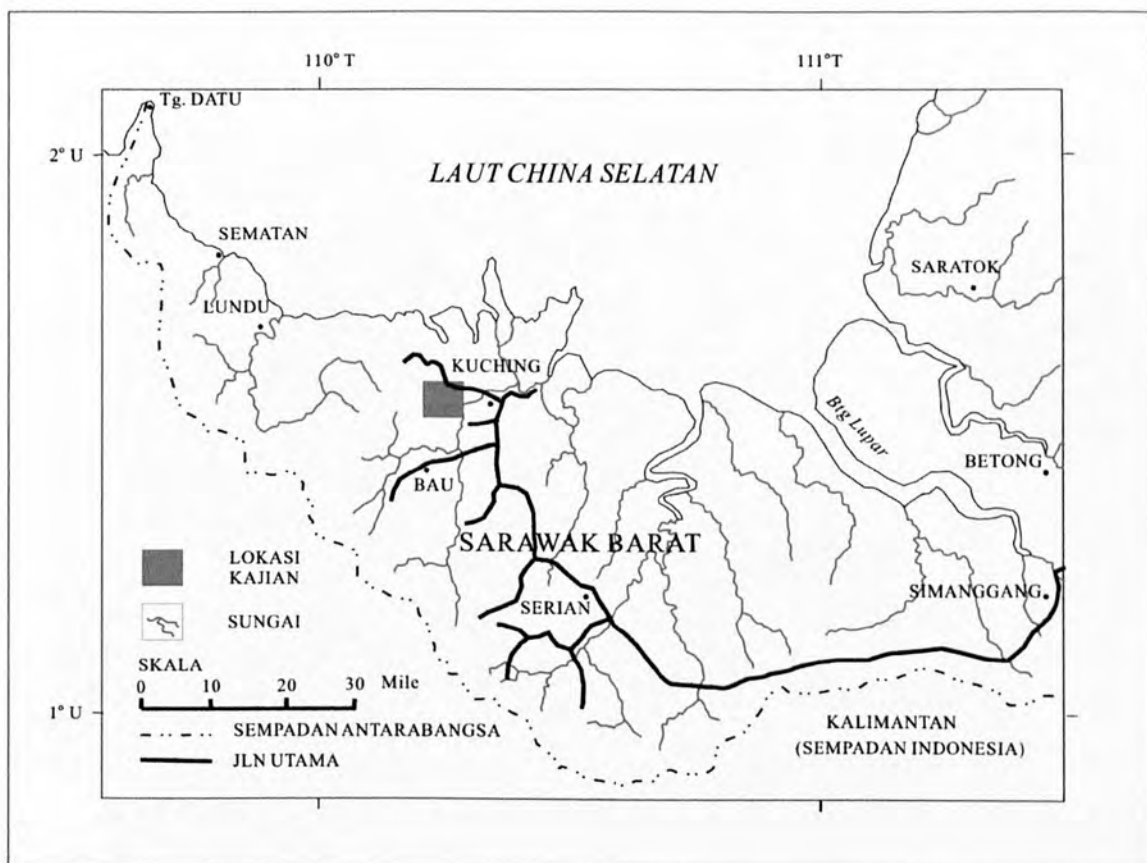 110° T
111° T
Tg. DATU
2° U
LAUT CHINA SELATAN
SEMATAN
SARATOK
LUNDU
KUCHING
Btg Lupar
BETONG
BAU
SARAWAK BARAT
LOKASI
KAJIAN
SIMANGGANG
SERIAN
SUNGAI
SKALA
0 10 20 30 Mile
1° U
SEMPADAN ANTARABANGSA
KALIMANTAN
(SEMPADAN INDONESIA)
JLN UTAMA